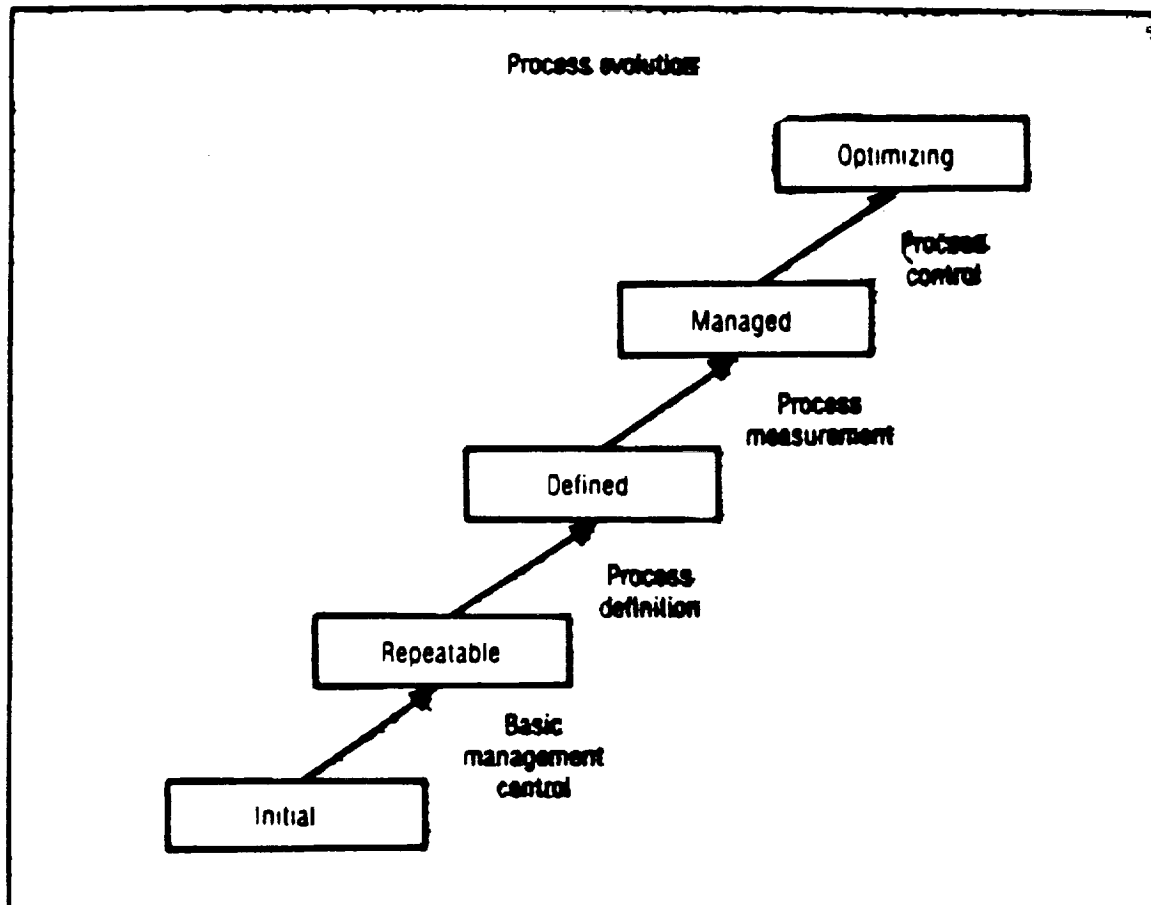 Process evolution
Optimizing
Process
control
Managed
Process
measurement
Defined
Process
definition
Repeatable
Basic
management
control
Initial